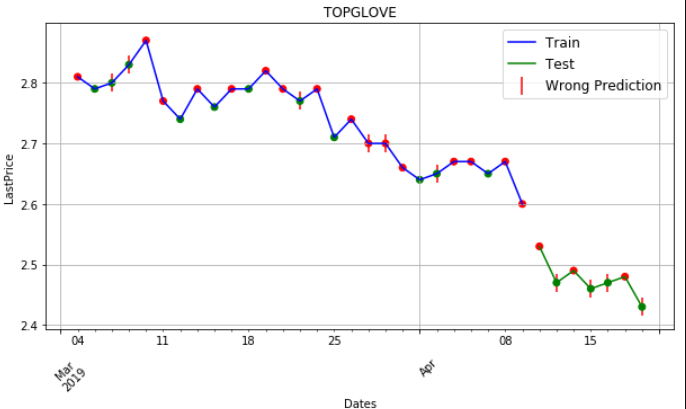 TOPGLOVE
Train
Test
Wrong Prediction
LastPrice
2.8
2.7
2.6
2.5
2.4
04
11
18
25
08
15
Mar
2019
Apr
Dates